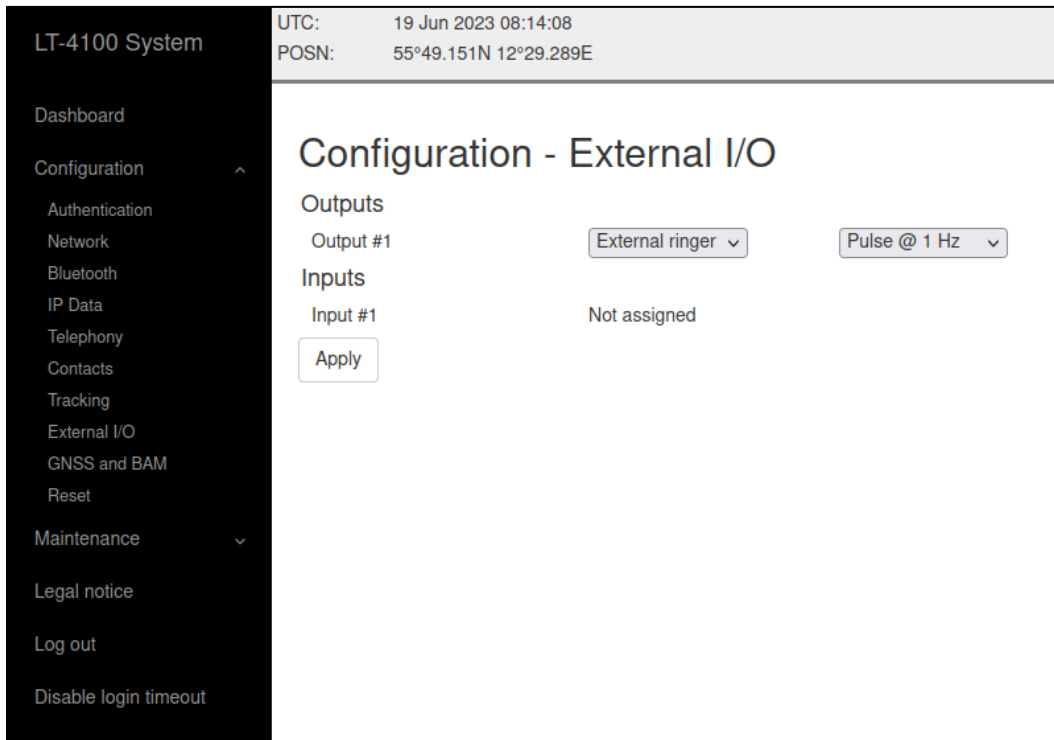 LT-4100 System
Dashboard
Configuration
Authentication
Network
Bluetooth
IP Data
Telephony
Contacts
Tracking
External I/O
GNSS and BAM
Reset
Maintenance
Legal notice
Log out
Disable login timeout
UTC: 19 Jun 2023 08:14:08
POSN: 55°49.151N 12°29.289E
Configuration - External I/O
Outputs
Output #1 External ringer Pulse @ 1 Hz
Inputs
Input #1 Not assigned
Apply